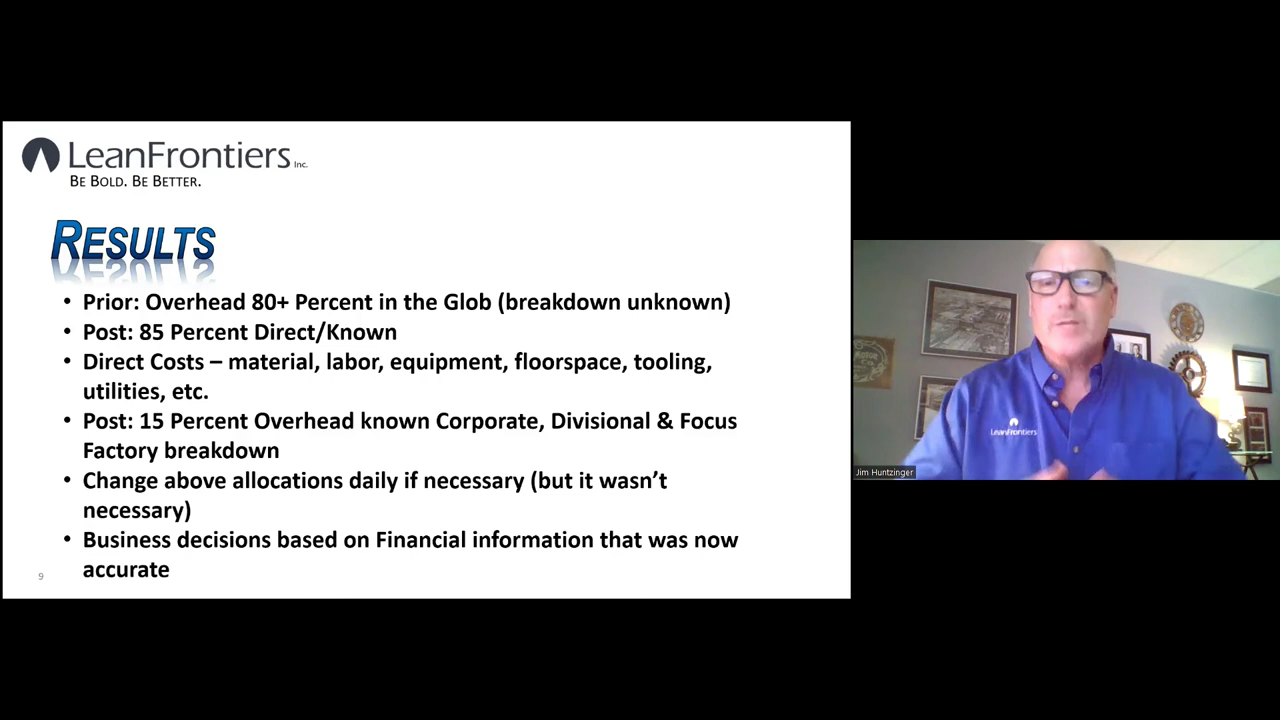 LeanFrontiers Inc.
BE BOLD. BE BETTER.
RESULTS
• Prior: Overhead 80+ Percent in the Glob (breakdown unknown)
• Post: 85 Percent Direct/Known
• Direct Costs – material, labor, equipment, floorspace, tooling,
utilities, etc.
• Post: 15 Percent Overhead known Corporate, Divisional & Focus
Factory breakdown
• Change above allocations daily if necessary (but it wasn’t
necessary)
• Business decisions based on Financial information that was now
accurate
9
LeanFrontiers
Jim Huntzinger